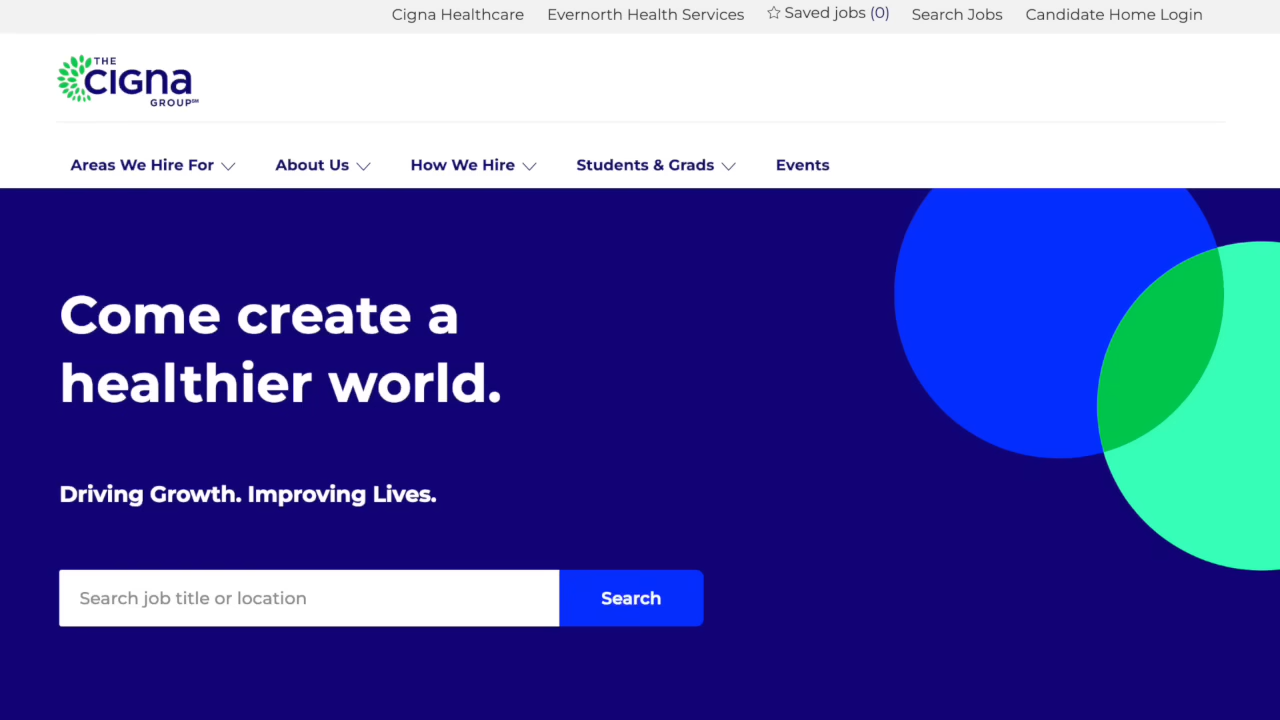 Cigna Healthcare Evernorth Health Services Saved jobs (0) Search Jobs Candidate Home Login
THE
cigna
GROUP℠
Areas We Hire For About Us How We Hire Students & Grads Events
Come create a
healthier world.
Driving Growth. Improving Lives.
Search job title or location Search